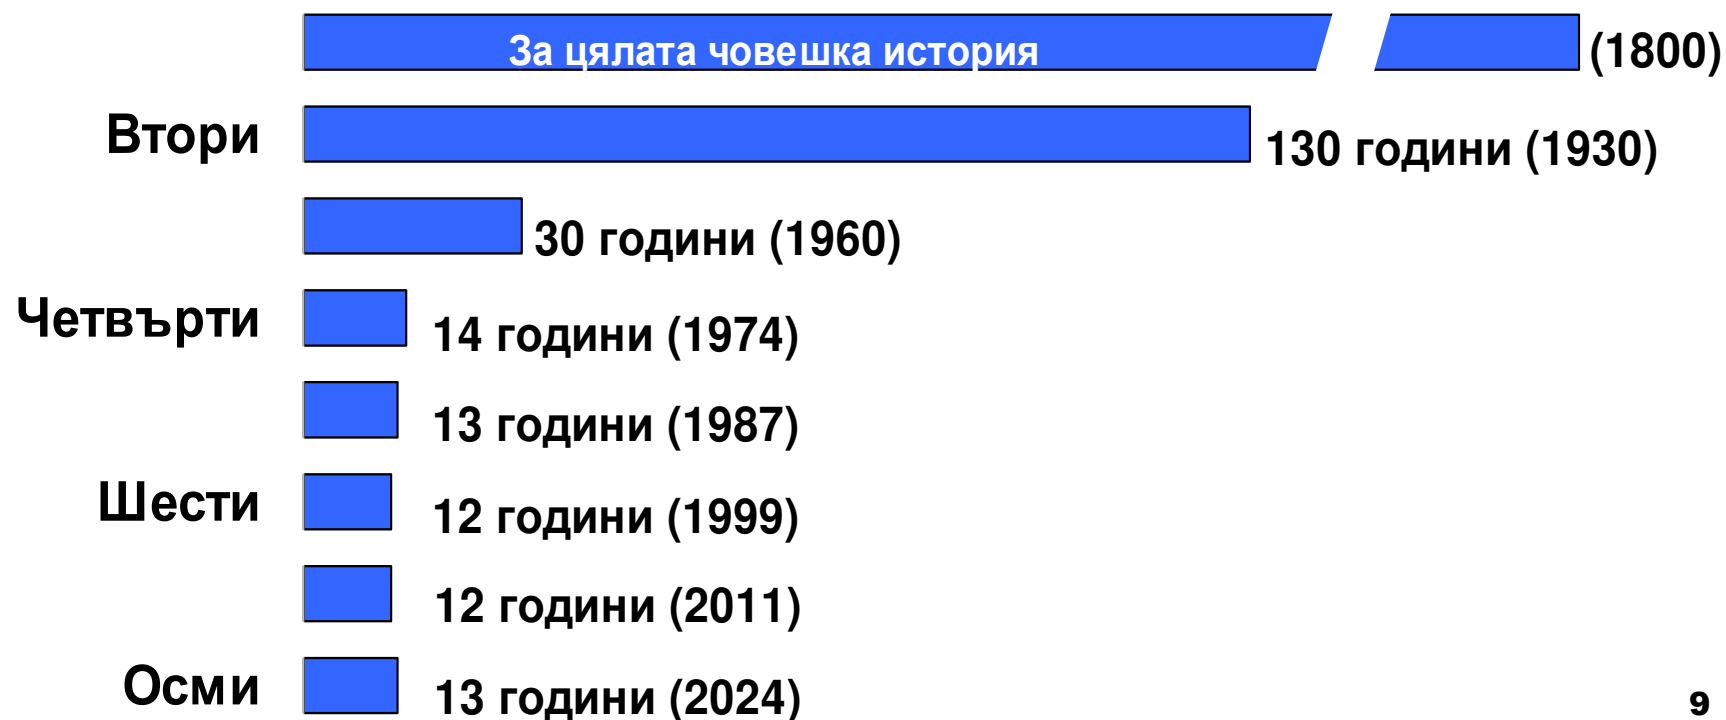 За цялата човешка история (1800)
Втори 130 години (1930)
30 години (1960)
Четвърти 14 години (1974)
13 години (1987)
Шести 12 години (1999)
12 години (2011)
Осми 13 години (2024)
9